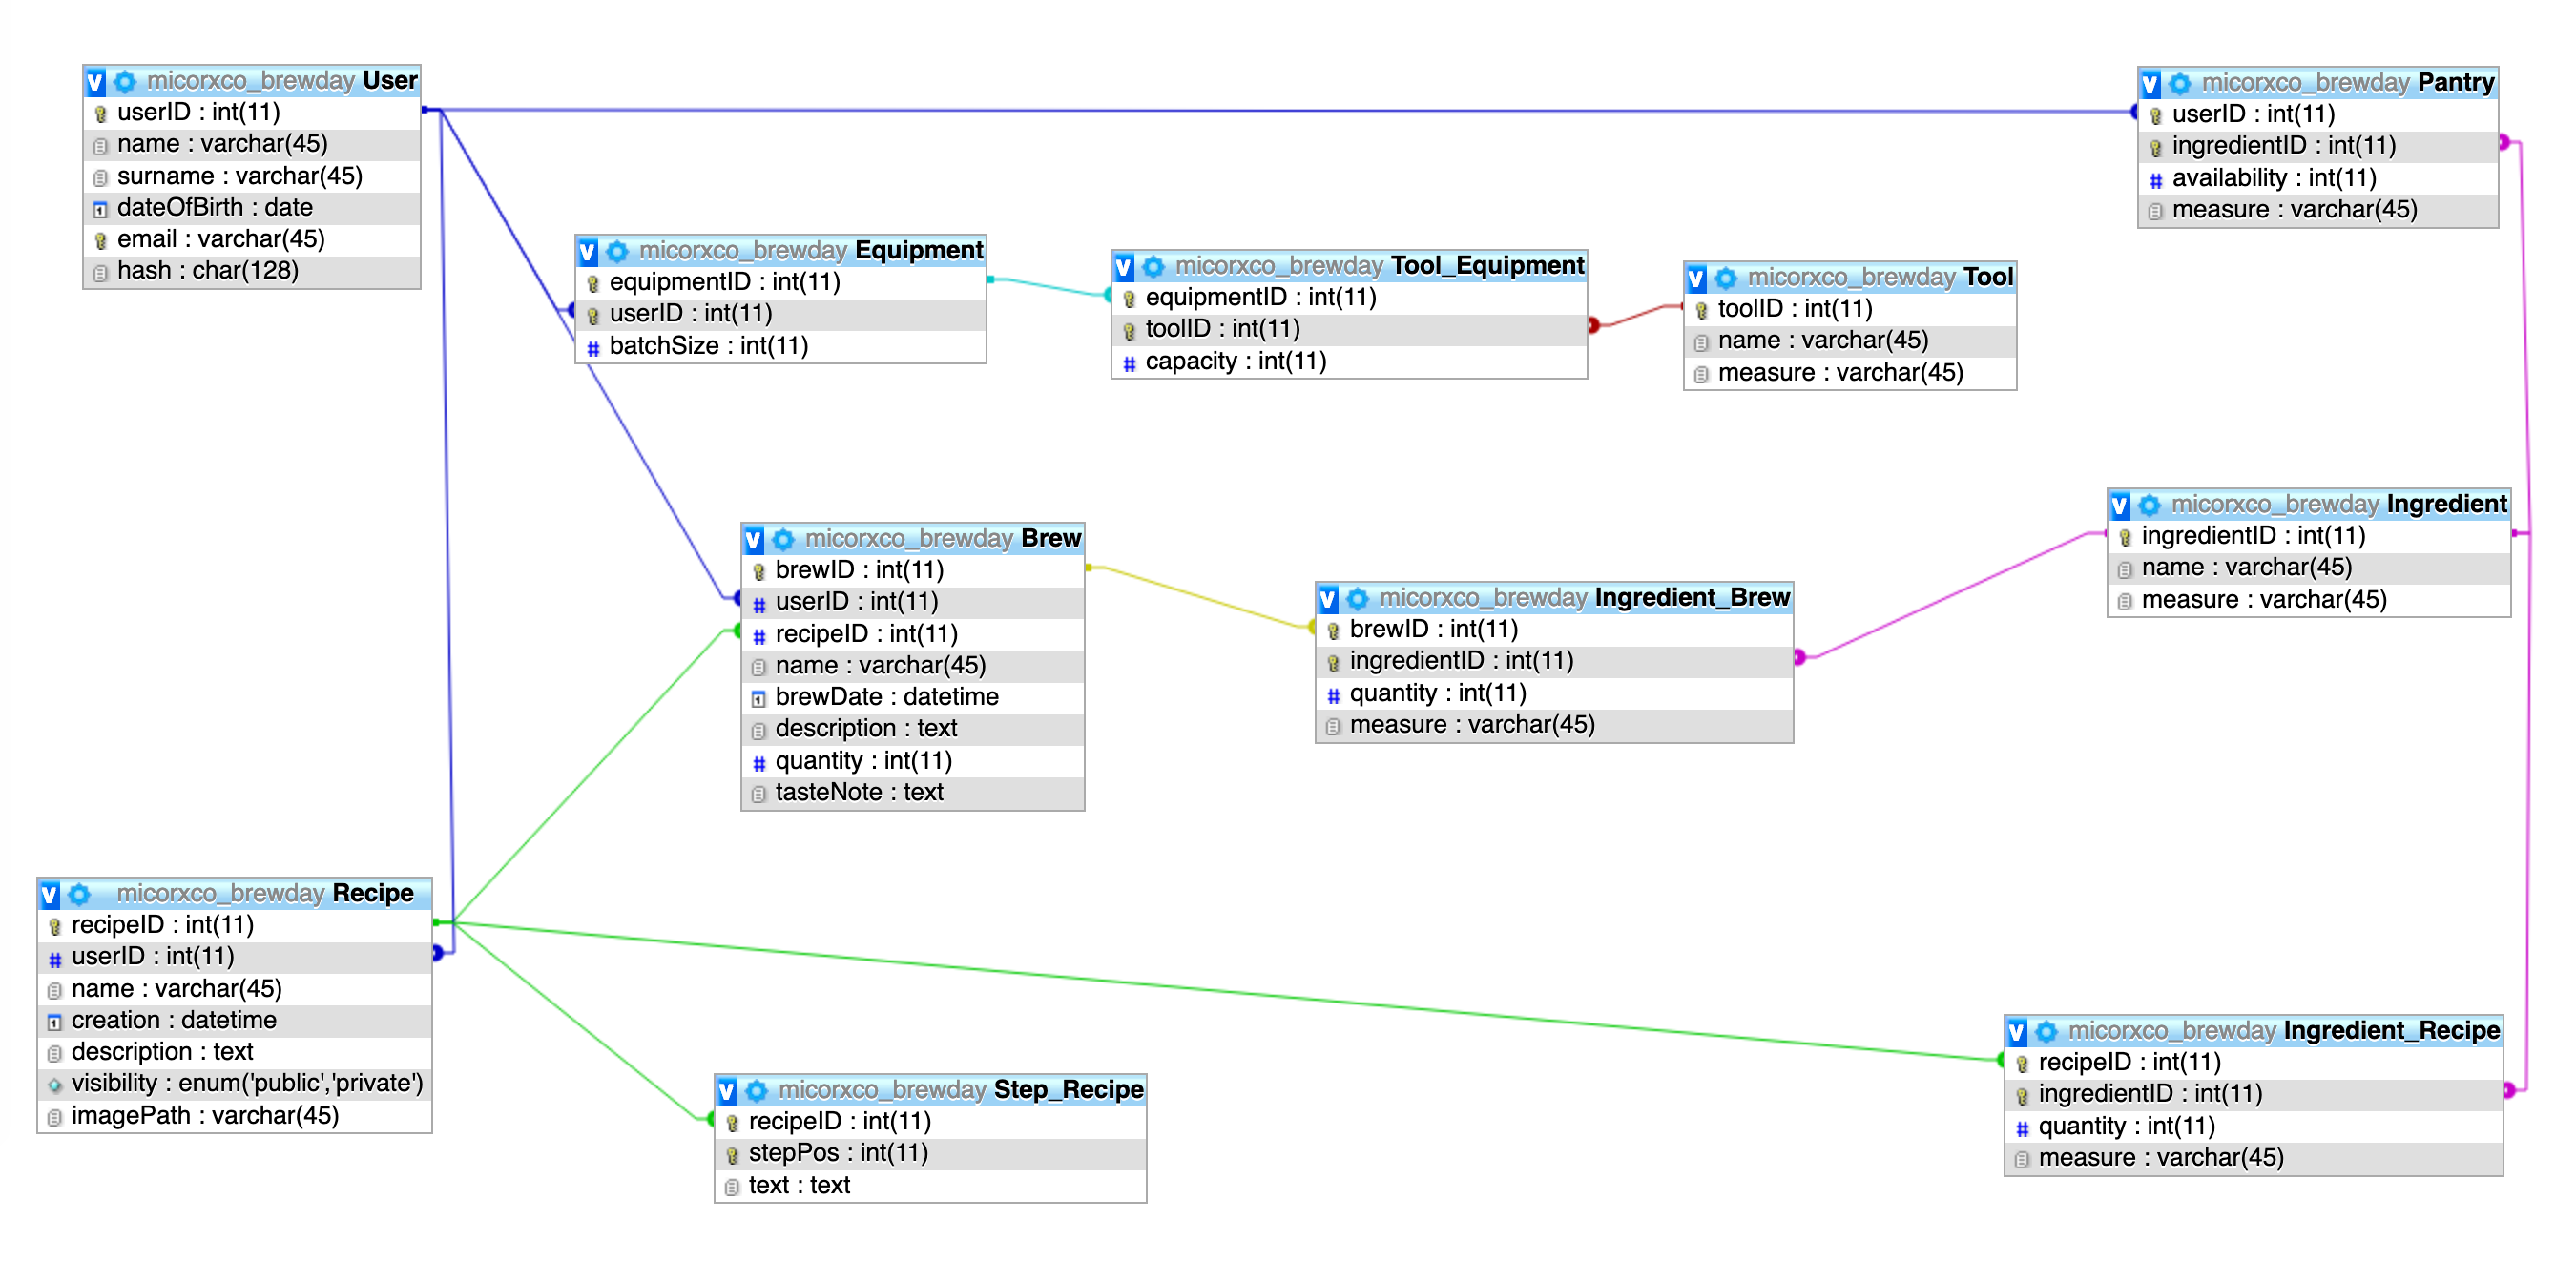 micorxco_brewday User
userID : int(11)
name : varchar(45)
surname : varchar(45)
dateOfBirth : date
email : varchar(45)
hash : char(128)
micorxco_brewday Pantry
userID : int(11)
ingredientID : int(11)
availability : int(11)
measure : varchar(45)
micorxco_brewday Equipment
equipmentID : int(11)
userID : int(11)
batchSize : int(11)
micorxco_brewday Tool_Equipment
equipmentID : int(11)
toolID : int(11)
capacity : int(11)
micorxco_brewday Tool
toolID : int(11)
name : varchar(45)
measure : varchar(45)
micorxco_brewday Brew
brewID : int(11)
userID : int(11)
recipeID : int(11)
name : varchar(45)
brewDate : datetime
description : text
quantity : int(11)
tasteNote : text
micorxco_brewday Ingredient_Brew
brewID : int(11)
ingredientID : int(11)
quantity : int(11)
measure : varchar(45)
micorxco_brewday Ingredient
ingredientID : int(11)
name : varchar(45)
measure : varchar(45)
micorxco_brewday Recipe
recipeID : int(11)
userID : int(11)
name : varchar(45)
creation : datetime
description : text
visibility : enum('public','private')
imagePath : varchar(45)
micorxco_brewday Step_Recipe
recipeID : int(11)
stepPos : int(11)
text : text
micorxco_brewday Ingredient_Recipe
recipeID : int(11)
ingredientID : int(11)
quantity : int(11)
measure : varchar(45)